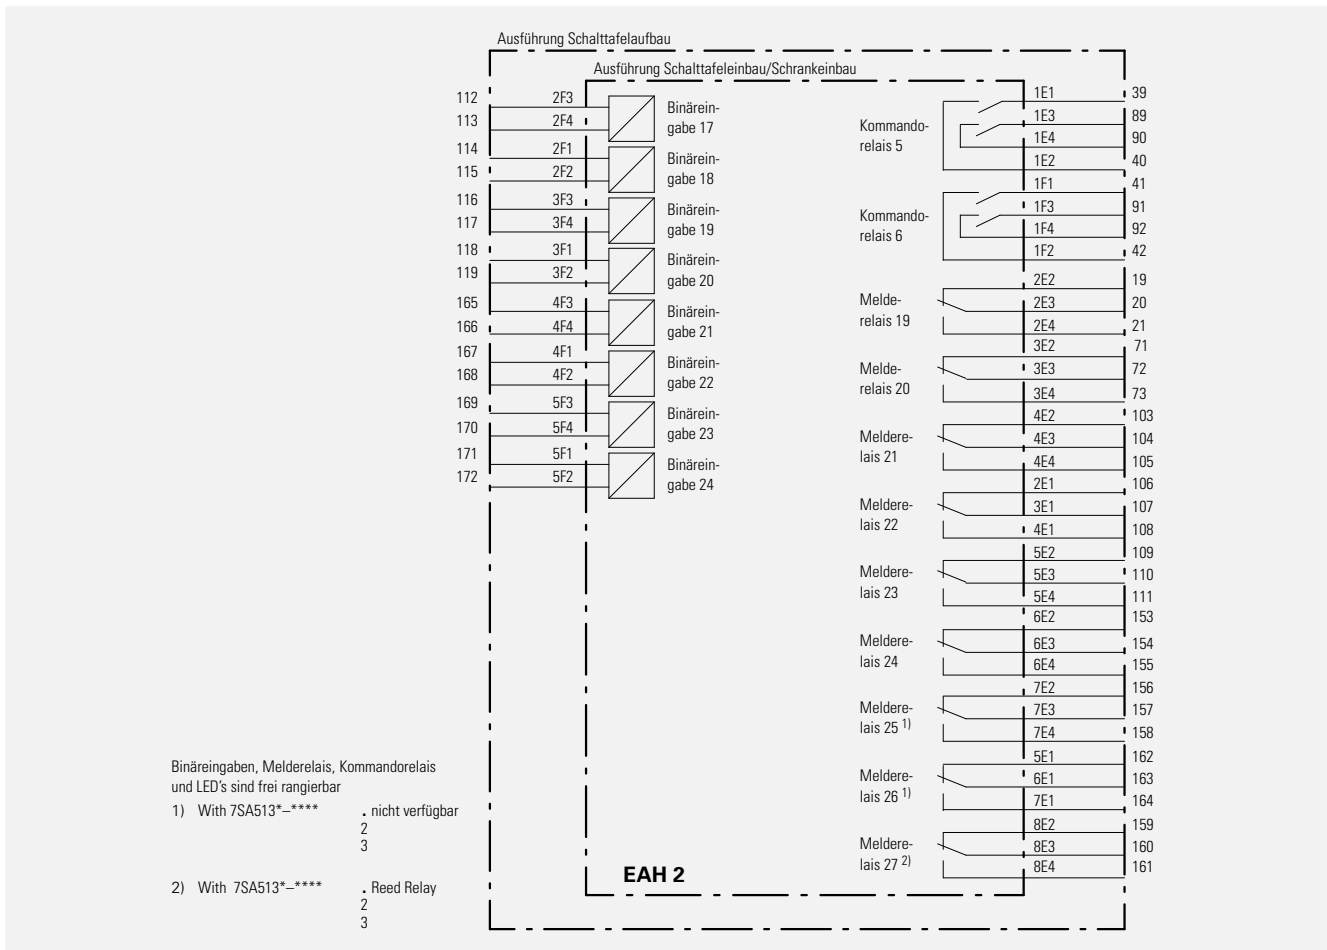 Ausführung Schalttafelaufbau
Ausführung Schalttafeleinbau/Schrankeinbau
112 2F3
113 2F4
Binärein-
gabe 17
114 2F1
115 2F2
Binärein-
gabe 18
116 3F3
117 3F4
Binärein-
gabe 19
118 3F1
119 3F2
Binärein-
gabe 20
165 4F3
166 4F4
Binärein-
gabe 21
167 4F1
168 4F2
Binärein-
gabe 22
169 5F3
170 5F4
Binärein-
gabe 23
171 5F1
172 5F2
Binärein-
gabe 24
Kommando-
relais 5
1E1 39
1E3 89
1E4 90
1E2 40
Kommando-
relais 6
1F1 41
1F3 91
1F4 92
1F2 42
Melde-
relais 19
2E2 19
2E3 20
2E4 21
Melde-
relais 20
3E2 71
3E3 72
3E4 73
Meldere-
lais 21
4E2 103
4E3 104
4E4 105
Meldere-
lais 22
2E1 106
3E1 107
4E1 108
Meldere-
lais 23
5E2 109
5E3 110
5E4 111
Meldere-
lais 24
6E2 153
6E3 154
6E4 155
Meldere-
lais 25 1)
7E2 156
7E3 157
7E4 158
Meldere-
lais 26 1)
5E1 162
6E1 163
7E1 164
Meldere-
lais 27 2)
8E2 159
8E3 160
8E4 161
EAH 2
Binäreingaben, Melderelais, Kommandorelais
und LED's sind frei rangierbar
1) With 7SA513*–**** . nicht verfügbar
2
3
2) With 7SA513*–**** . Reed Relay
2
3